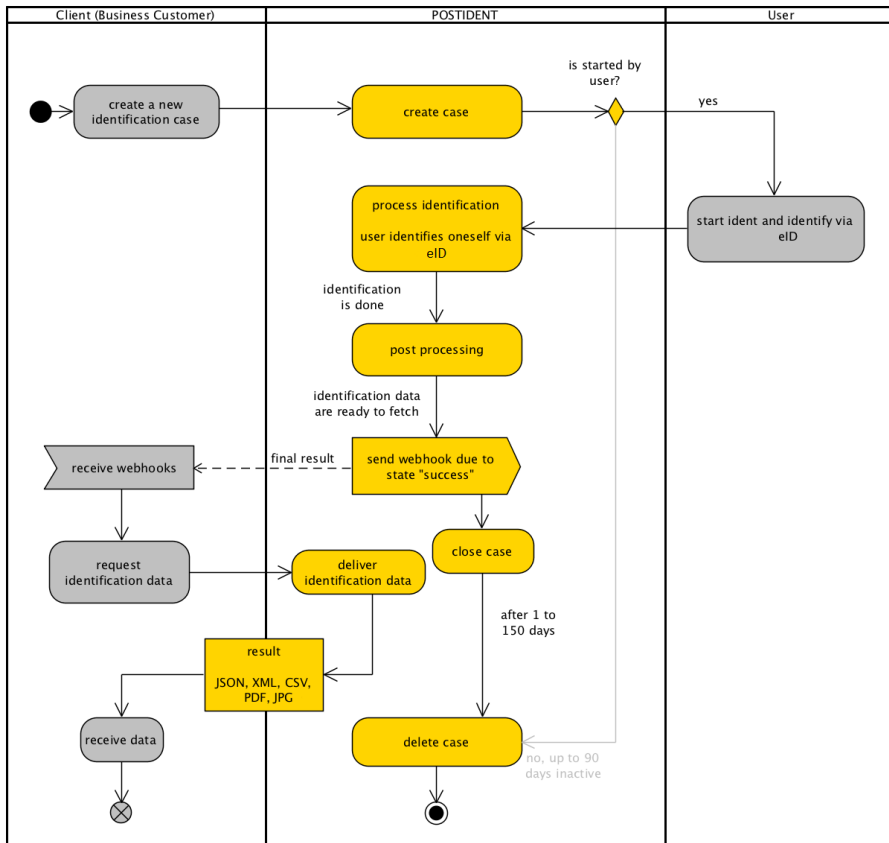 Client (Business Customer)
POSTIDENT
User
is started by
user?
create a new
identification case
create case
yes
process identification
user identifies oneself via
eID
start ident and identify via
eID
identification
is done
post processing
identification data
are ready to fetch
receive webhooks
final result
send webhook due to
state "success"
close case
request
identification data
deliver
identification data
after 1 to
150 days
result
JSON, XML, CSV,
PDF, JPG
receive data
delete case
no, up to 90
days inactive